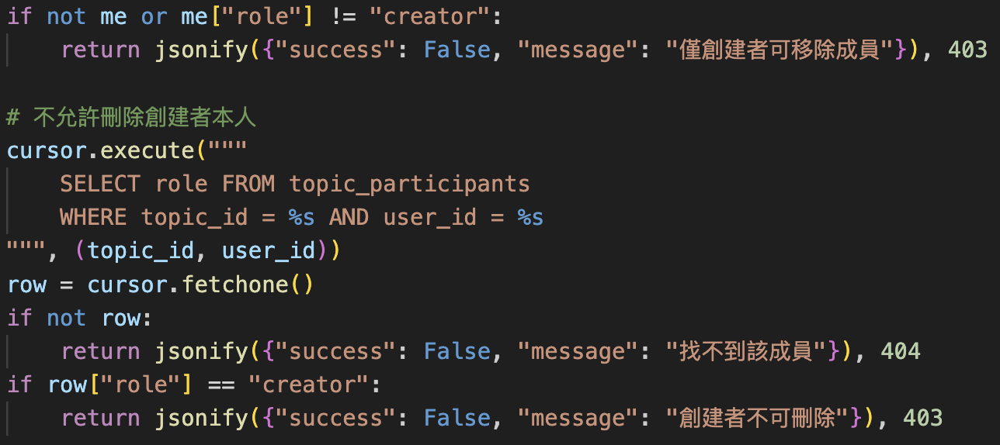 if not me or me["role"] != "creator":
    return jsonify({"success": False, "message": "僅創建者可移除成員"}), 403

# 不允許刪除創建者本人
cursor.execute("""
    SELECT role FROM topic_participants
    WHERE topic_id = %s AND user_id = %s
""", (topic_id, user_id))
row = cursor.fetchone()
if not row:
    return jsonify({"success": False, "message": "找不到該成員"}), 404
if row["role"] == "creator":
    return jsonify({"success": False, "message": "創建者不可刪除"}), 403